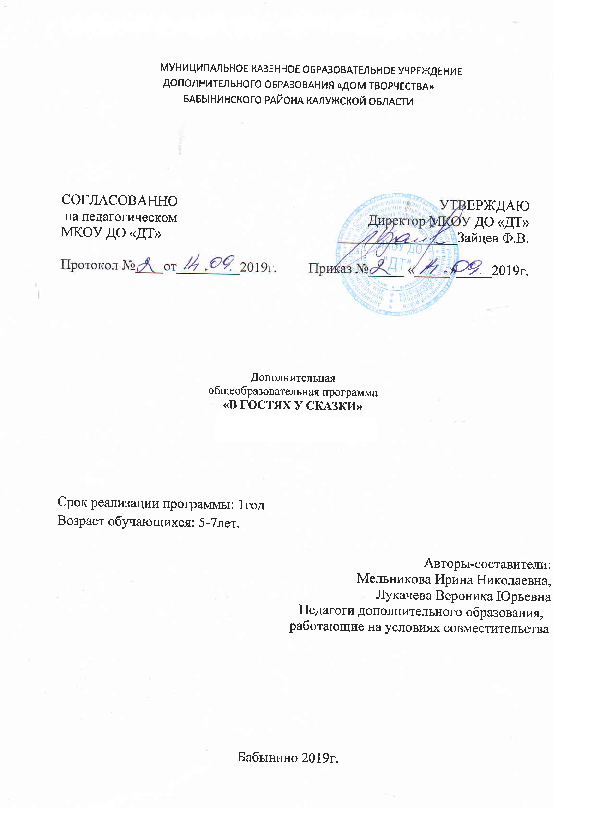 МУНИЦИПАЛЬНОЕ КАЗЕННОЕ ОБРАЗОВАТЕЛЬНОЕ УЧРЕЖДЕНИЕ
ДОПОЛНИТЕЛЬНОГО ОБРАЗОВАНИЯ «ДОМ ТВОРЧЕСТВА»
БАБЫНИНСКОГО РАЙОНА КАЛУЖСКОЙ ОБЛАСТИ
СОГЛАСОВАННО
на педагогическом
МКОУ ДО «ДТ»
Протокол № 2 от 14.09. 2019г.
УТВЕРЖДАЮ
Директор МКОУ ДО «ДТ»
Зайцев Ф.В.
Приказ № 2 « 14.09. 2019г.
Дополнительная
общеобразовательная программа
«В ГОСТЯХ У СКАЗКИ»
Срок реализации программы: 1год
Возраст обучающихся: 5-7лет.
Авторы-составители:
Мельникова Ирина Николаевна,
Лукачева Вероника Юрьевна
Педагоги дополнительного образования,
работающие на условиях совместительства
Бабынино 2019г.